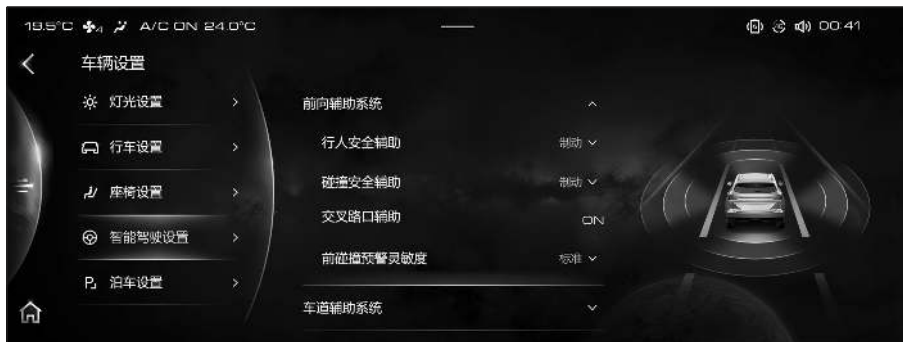 19.5°C 4 A/C ON 24.0°C 00:41
车辆设置
灯光设置
行车设置
座椅设置
智能驾驶设置
泊车设置
前向辅助系统
行人安全辅助 制动
碰撞安全辅助 制动
交叉路口辅助 ON
前碰撞预警灵敏度 标准
车道辅助系统